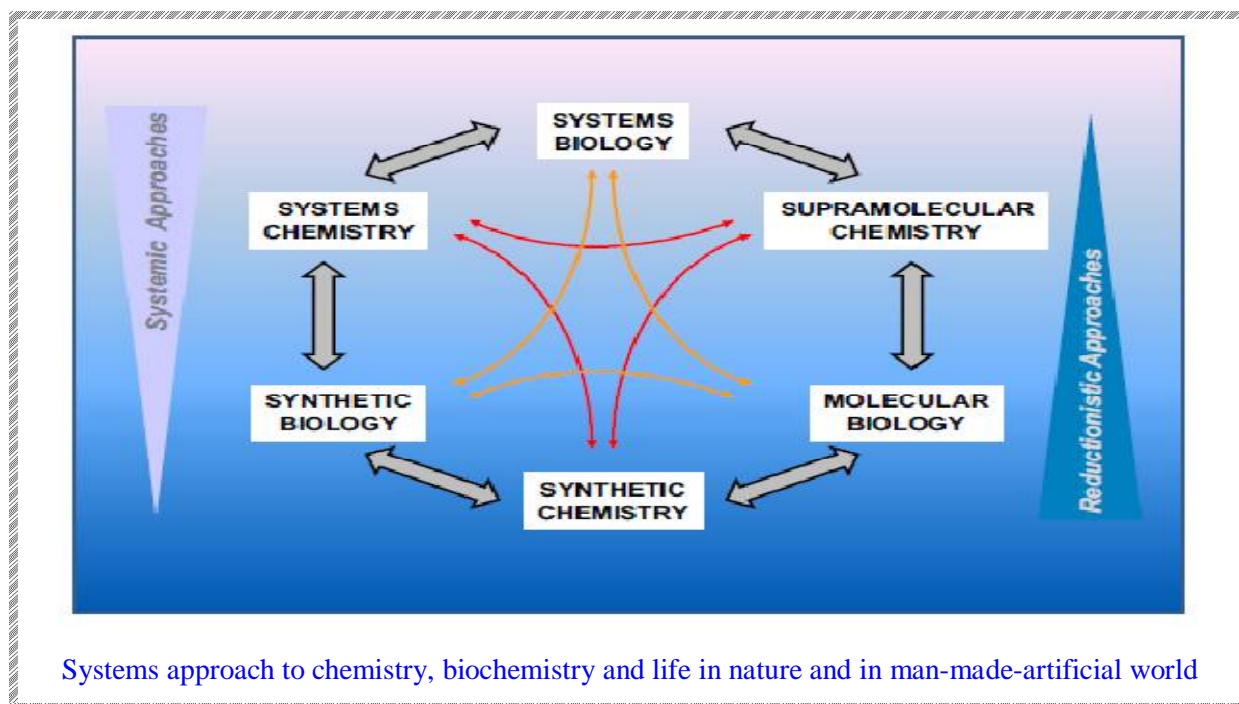 Systemic Approaches
SYSTEMS
BIOLOGY
SYSTEMS
CHEMISTRY
SUPRAMOLECULAR
CHEMISTRY
SYNTHETIC
BIOLOGY
MOLECULAR
BIOLOGY
SYNTHETIC
CHEMISTRY
Reductionistic Approaches
Systems approach to chemistry, biochemistry and life in nature and in man-made-artificial world